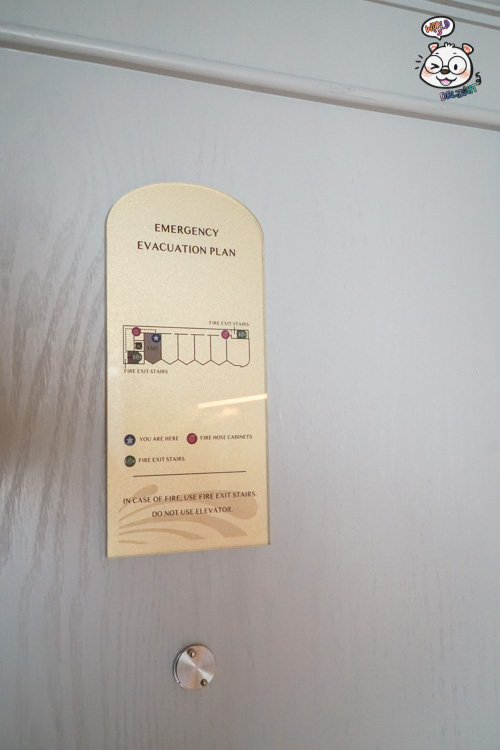 WORLD
EMERGENCY
EVACUATION PLAN
FIRE EXIT STAIRS
FIRE EXIT STAIRS
YOU ARE HERE
FIRE HOSE CABINETS
FIRE EXIT STAIRS
IN CASE OF FIRE, USE FIRE EXIT STAIRS.
DO NOT USE ELEVATOR.